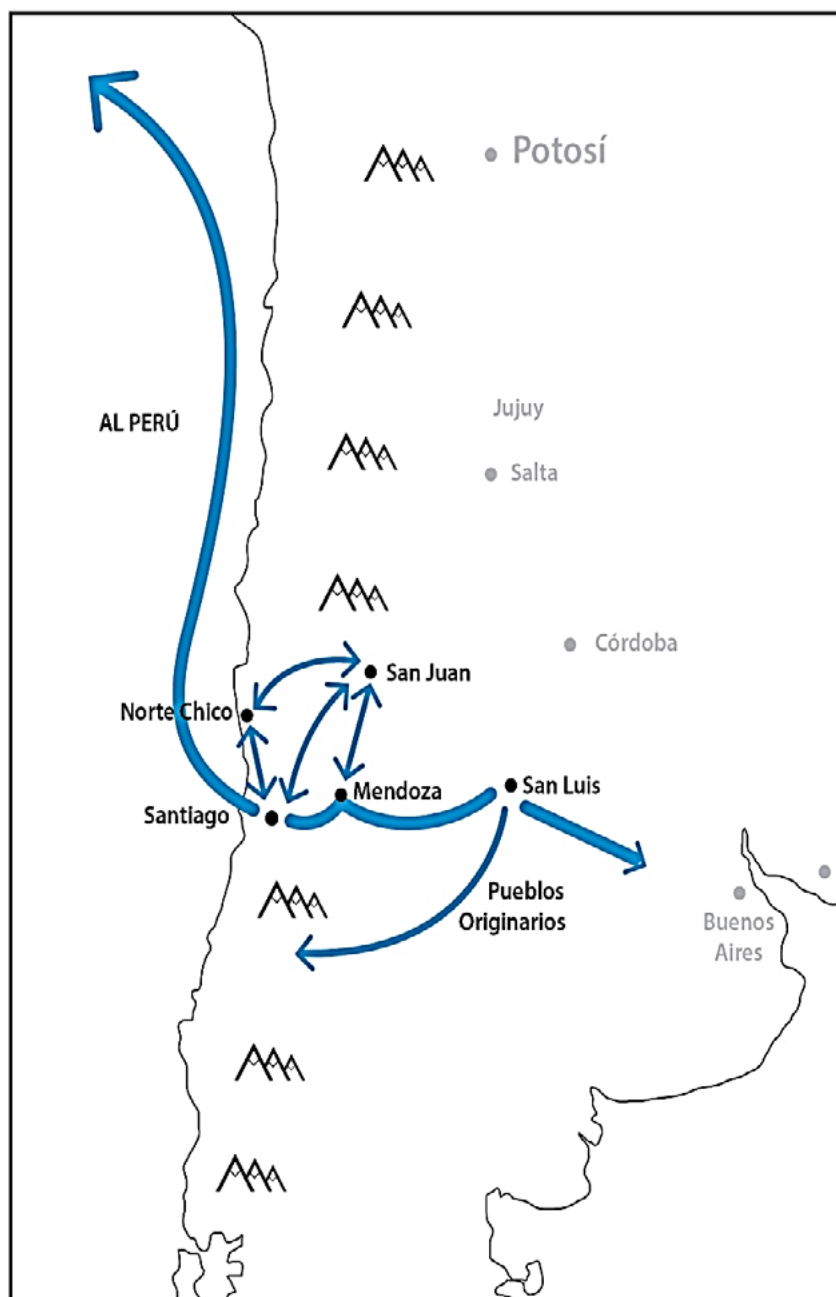 Potosí
Jujuy
AL PERÚ
Salta
Córdoba
San Juan
Norte Chico
Mendoza
San Luis
Santiago
Pueblos
Originarios
Buenos
Aires